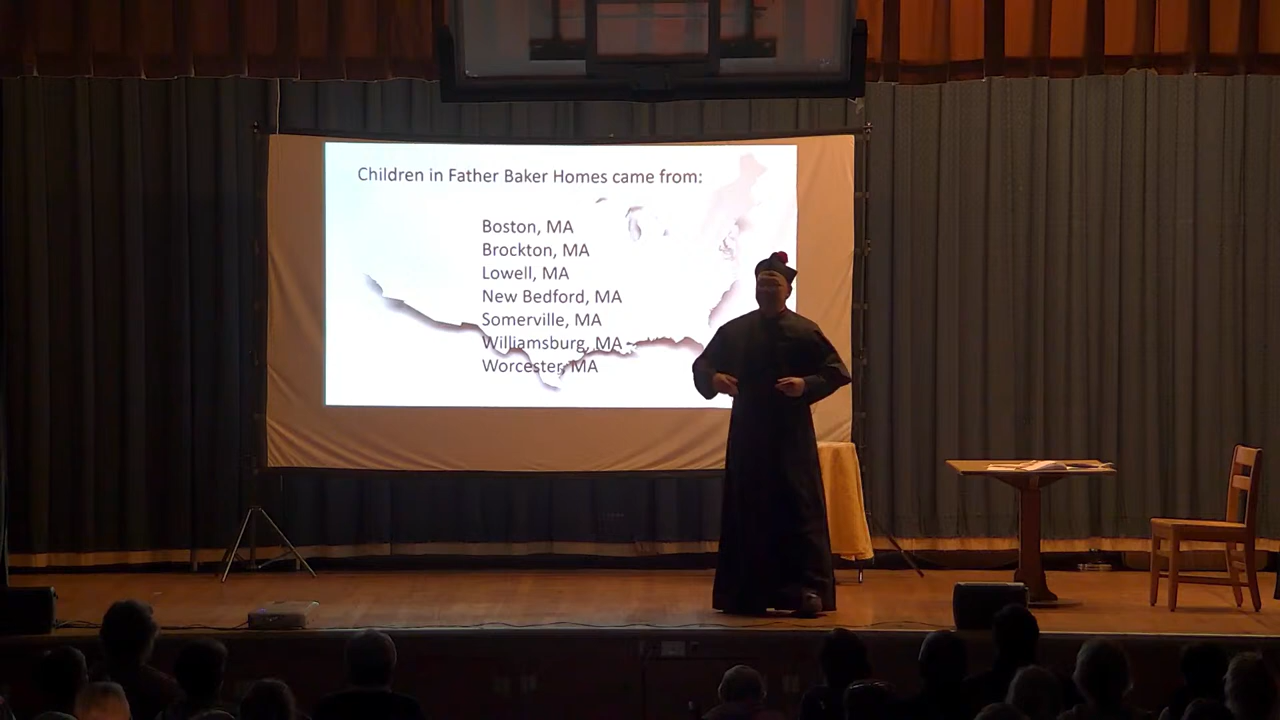 Children in Father Baker Homes came from:
Boston, MA
Brockton, MA
Lowell, MA
New Bedford, MA
Somerville, MA
Williamsburg, MA
Worcester, MA